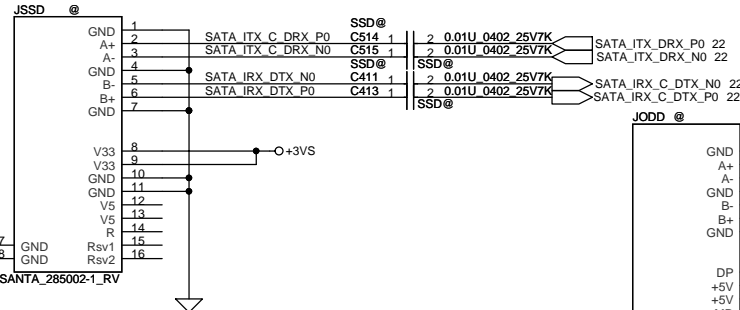 JSSD @
GND 1
A+ 2 SATA_ITX_C_DRX_P0 SSD@ C514 1 2 0.01U_0402_25V7K SATA_ITX_DRX_P0 22
A- 3 SATA_ITX_C_DRX_N0 C515 1 2 0.01U_0402_25V7K SATA_ITX_DRX_N0 22
GND 4 SSD@ SSD@
B- 5 SATA_IRX_DTX_N0 C411 1 2 0.01U_0402_25V7K SATA_IRX_C_DTX_N0 22
B+ 6 SATA_IRX_DTX_P0 C413 1 2 0.01U_0402_25V7K SATA_IRX_C_DTX_P0 22
GND 7 SSD@
V33 8 +3VS
V33 9
GND 10
GND 11
V5 12
V5 13
R 14
7 GND Rsv1 15
8 GND Rsv2 16
SANTA_285002-1_RV
JODD @
GND
A+
A-
GND
B-
B+
GND
DP
+5V
+5V